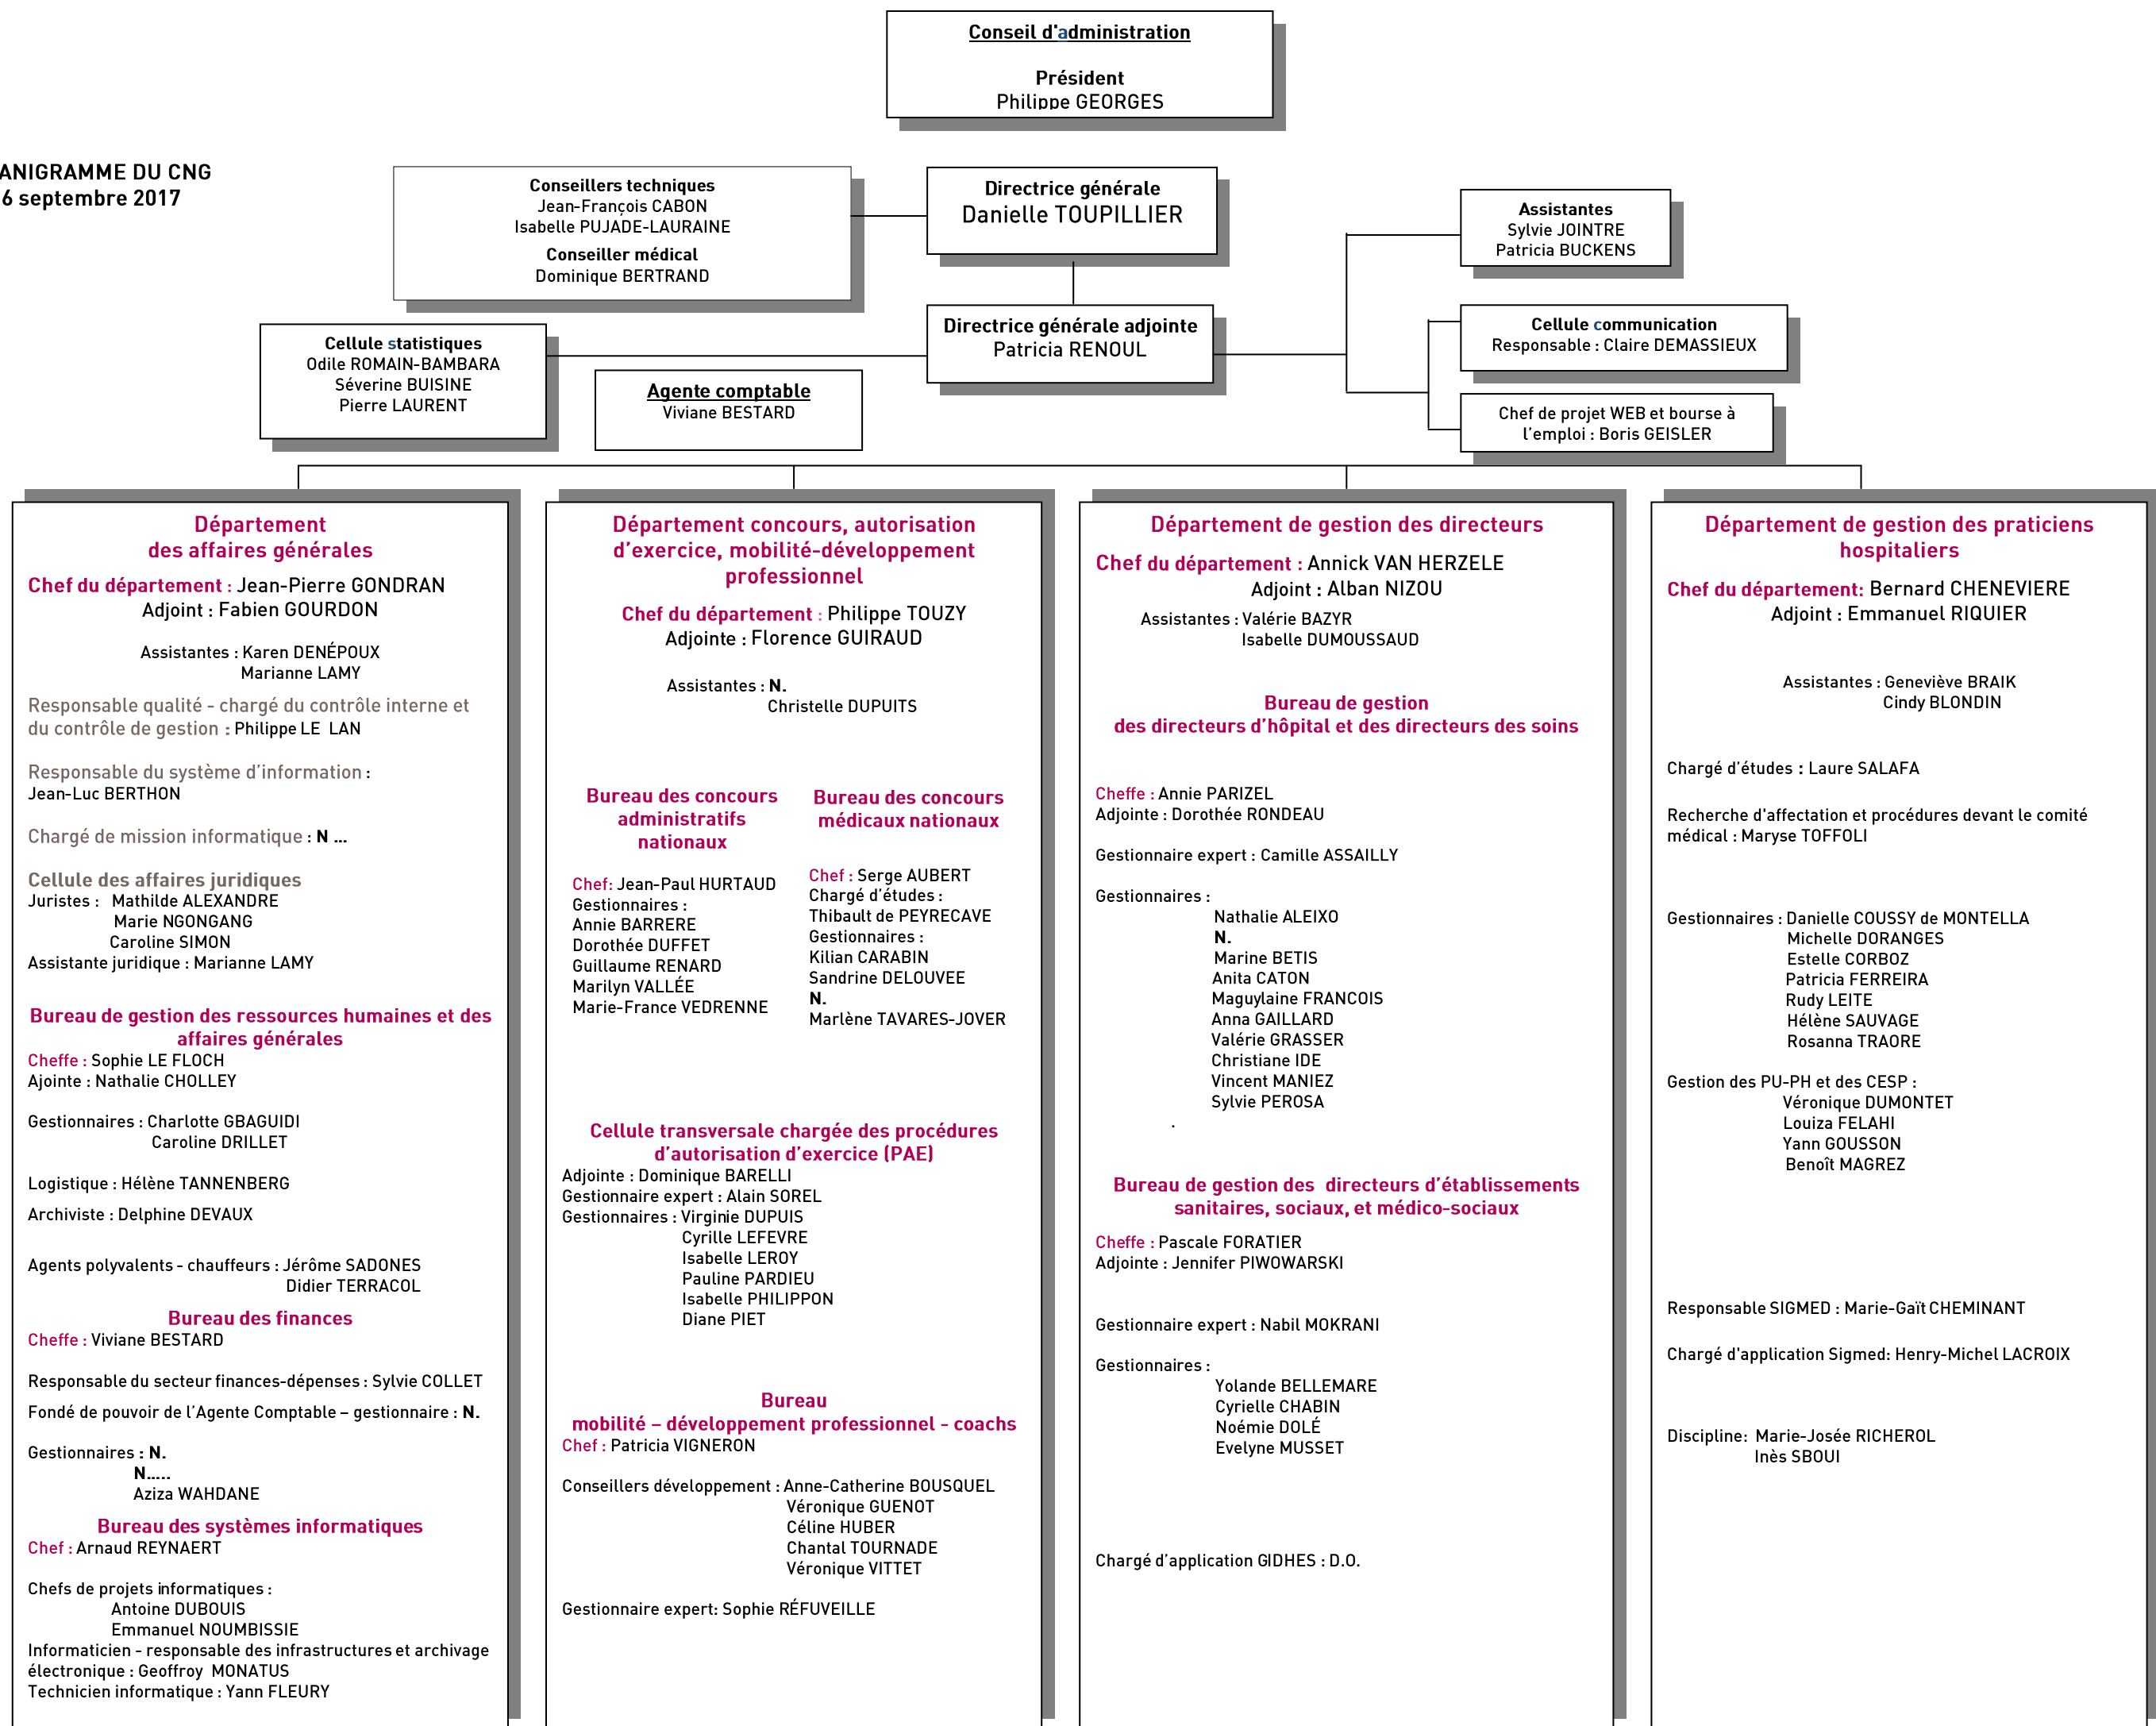 Conseil d'administration
Président
Philippe GEORGES
ANIGRAMME DU CNG
6 septembre 2017
Conseillers techniques
Jean-François CABON
Isabelle PUJADE-LAURAINE
Conseiller médical
Dominique BERTRAND
Directrice générale
Danielle TOUPILLIER
Assistantes
Sylvie JOINTRE
Patricia BUCKENS
Cellule statistiques
Odile ROMAIN-BAMBARA
Séverine BUISINE
Pierre LAURENT
Agente comptable
Viviane BESTARD
Directrice générale adjointe
Patricia RENOUL
Cellule communication
Responsable : Claire DEMASSIEUX
Chef de projet WEB et bourse à
l’emploi : Boris GEISLER
Département
des affaires générales
Chef du département : Jean-Pierre GONDRAN
Adjoint : Fabien GOURDON
Assistantes : Karen DENÉPOUX
Marianne LAMY
Responsable qualité - chargé du contrôle interne et
du contrôle de gestion : Philippe LE LAN
Responsable du système d’information :
Jean-Luc BERTHON
Chargé de mission informatique : N ...
Cellule des affaires juridiques
Juristes : Mathilde ALEXANDRE
Marie NGONGANG
Caroline SIMON
Assistante juridique : Marianne LAMY
Bureau de gestion des ressources humaines et des
affaires générales
Cheffe : Sophie LE FLOCH
Ajointe : Nathalie CHOLLEY
Gestionnaires : Charlotte GBAGUIDI
Caroline DRILLET
Logistique : Hélène TANNENBERG
Archiviste : Delphine DEVAUX
Agents polyvalents - chauffeurs : Jérôme SADONES
Didier TERRACOL
Bureau des finances
Cheffe : Viviane BESTARD
Responsable du secteur finances-dépenses : Sylvie COLLET
Fondé de pouvoir de l’Agente Comptable – gestionnaire : N.
Gestionnaires : N.
N.....
Aziza WAHDANE
Bureau des systèmes informatiques
Chef : Arnaud REYNAERT
Chefs de projets informatiques :
Antoine DUBOUIS
Emmanuel NOUMBISSIE
Informaticien - responsable des infrastructures et archivage
électronique : Geoffroy MONATUS
Technicien informatique : Yann FLEURY
Département concours, autorisation
d’exercice, mobilité-développement
professionnel
Chef du département : Philippe TOUZY
Adjointe : Florence GUIRAUD
Assistantes : N.
Christelle DUPUITS
Bureau des concours
administratifs
nationaux
Chef: Jean-Paul HURTAUD
Gestionnaires :
Annie BARRERE
Dorothée DUFFET
Guillaume RENARD
Marilyn VALLÉE
Marie-France VEDRENNE
Bureau des concours
médicaux nationaux
Chef : Serge AUBERT
Chargé d’études :
Thibault de PEYRECAVE
Gestionnaires :
Kilian CARABIN
Sandrine DELOUVEE
N.
Marlène TAVARES-JOVER
Cellule transversale chargée des procédures
d’autorisation d’exercice (PAE)
Adjointe : Dominique BARELLI
Gestionnaire expert : Alain SOREL
Gestionnaires : Virginie DUPUIS
Cyrille LEFEVRE
Isabelle LEROY
Pauline PARDIEU
Isabelle PHILIPPON
Diane PIET
Bureau
mobilité – développement professionnel - coachs
Chef : Patricia VIGNERON
Conseillers développement : Anne-Catherine BOUSQUEL
Véronique GUENOT
Céline HUBER
Chantal TOURNADE
Véronique VITTET
Gestionnaire expert: Sophie RÉFUVEILLE
Département de gestion des directeurs
Chef du département : Annick VAN HERZELE
Adjoint : Alban NIZOU
Assistantes : Valérie BAZYR
Isabelle DUMOUSSAUD
Bureau de gestion
des directeurs d’hôpital et des directeurs des soins
Cheffe : Annie PARIZEL
Adjointe : Dorothée RONDEAU
Gestionnaire expert : Camille ASSAILLY
Gestionnaires :
Nathalie ALEIXO
N.
Marine BETIS
Anita CATON
Maguylaine FRANCOIS
Anna GAILLARD
Valérie GRASSER
Christiane IDE
Vincent MANIEZ
Sylvie PEROSA
.
Bureau de gestion des directeurs d’établissements
sanitaires, sociaux, et médico-sociaux
Cheffe : Pascale FORATIER
Adjointe : Jennifer PIWOWARSKI
Gestionnaire expert : Nabil MOKRANI
Gestionnaires :
Yolande BELLEMARE
Cyrielle CHABIN
Noémie DOLÉ
Evelyne MUSSET
Chargé d’application GIDHES : D.O.
Département de gestion des praticiens
hospitaliers
Chef du département: Bernard CHENEVIERE
Adjoint : Emmanuel RIQUIER
Assistantes : Geneviève BRAIK
Cindy BLONDIN
Chargé d’études : Laure SALAFA
Recherche d'affectation et procédures devant le comité
médical : Maryse TOFFOLI
Gestionnaires : Danielle COUSSY de MONTELLA
Michelle DORANGES
Estelle CORBOZ
Patricia FERREIRA
Rudy LEITE
Hélène SAUVAGE
Rosanna TRAORE
Gestion des PU-PH et des CESP :
Véronique DUMONTET
Louiza FELAHI
Yann GOUSSON
Benoît MAGREZ
Responsable SIGMED : Marie-Gaït CHEMINANT
Chargé d'application Sigmed: Henry-Michel LACROIX
Discipline: Marie-Josée RICHEROL
Inès SBOUI